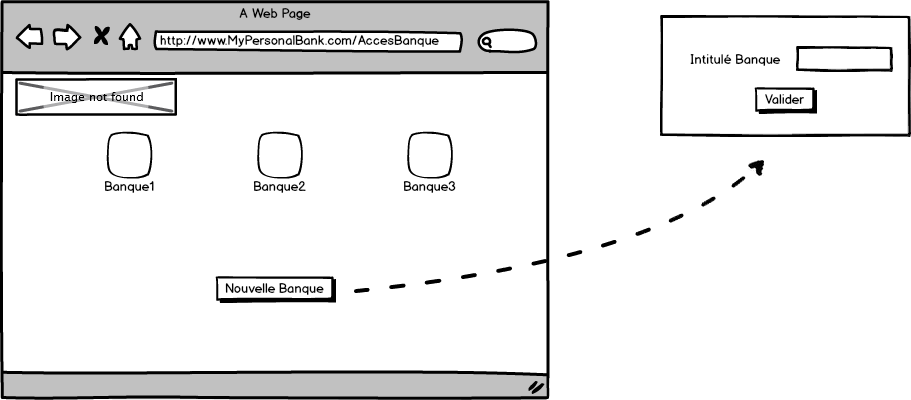 A Web Page
http://www.MyPersonalBank.com/AccesBanque
Image not found
Banque1
Banque2
Banque3
Nouvelle Banque
Intitulé Banque
Valider